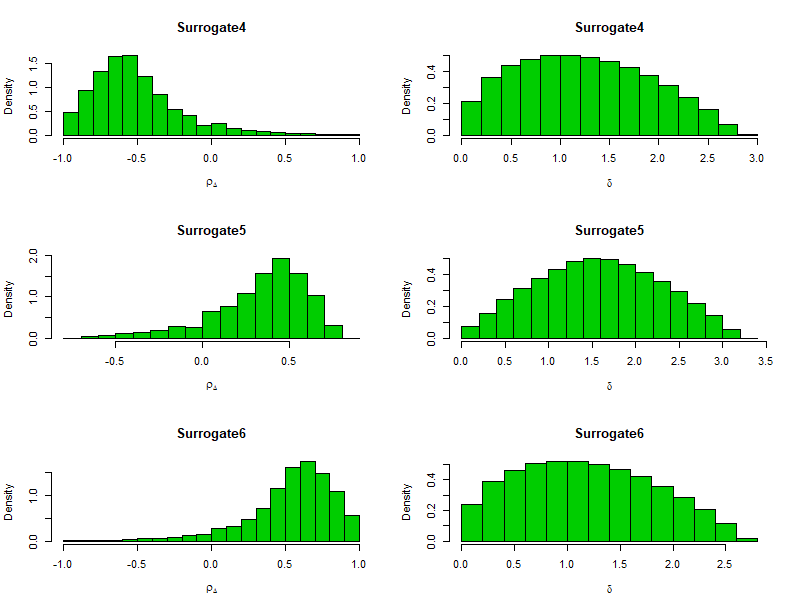 Surrogate4
Density
0.0 0.5 1.0 1.5
-1.0 -0.5 0.0 0.5 1.0
ρΔ
Surrogate4
Density
0.0 0.2 0.4
0.0 0.5 1.0 1.5 2.0 2.5 3.0
δ
Surrogate5
Density
0.0 1.0 2.0
-0.5 0.0 0.5
ρΔ
Surrogate5
Density
0.0 0.2 0.4
0.0 0.5 1.0 1.5 2.0 2.5 3.0 3.5
δ
Surrogate6
Density
0.0 1.0
-1.0 -0.5 0.0 0.5 1.0
ρΔ
Surrogate6
Density
0.0 0.2 0.4
0.0 0.5 1.0 1.5 2.0 2.5
δ